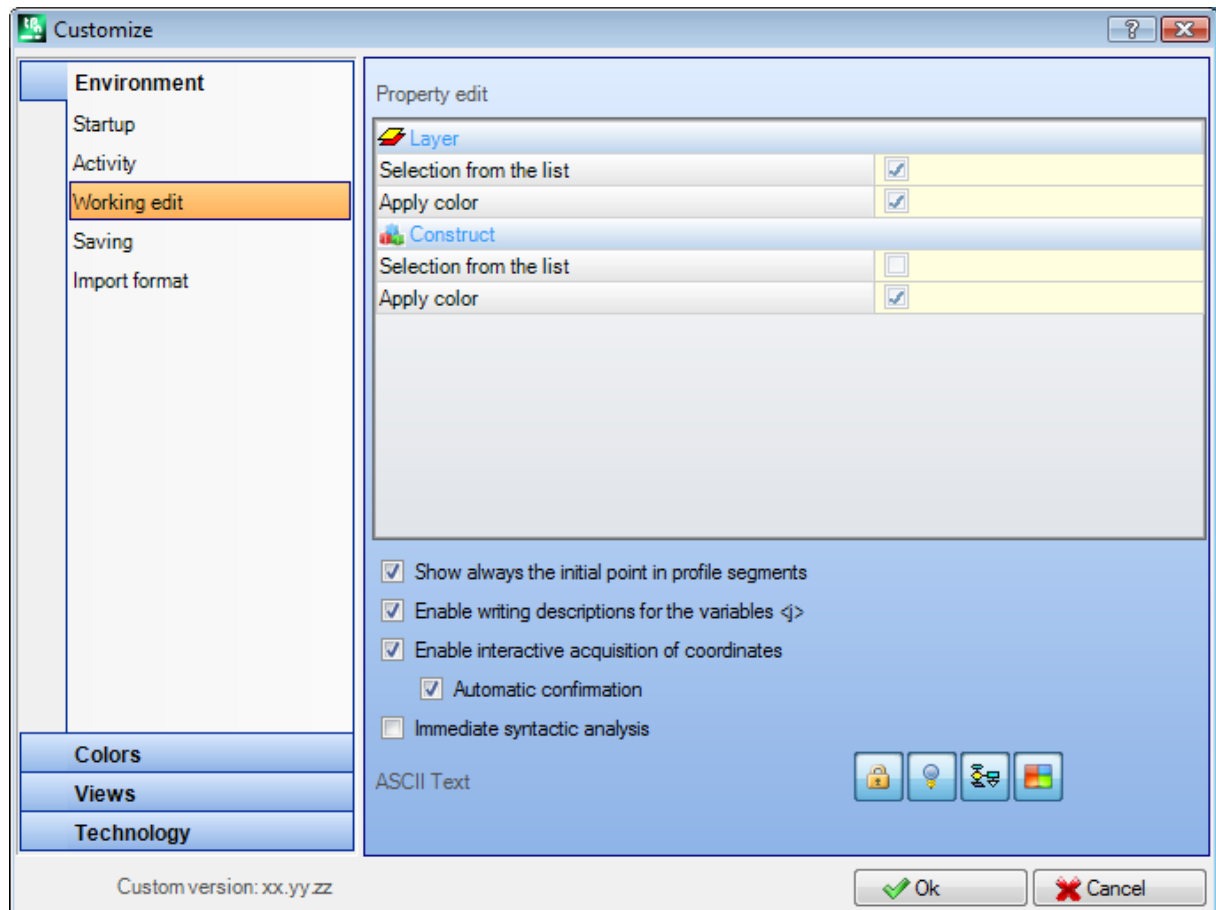 Customize
Environment
Startup
Activity
Working edit
Saving
Import format
Colors
Views
Technology
Property edit
Layer
Selection from the list
Apply color
Construct
Selection from the list
Apply color
Show always the initial point in profile segments
Enable writing descriptions for the variables <j>
Enable interactive acquisition of coordinates
Automatic confirmation
Immediate syntactic analysis
ASCII Text
Custom version: xx.yy.zz
Ok
Cancel